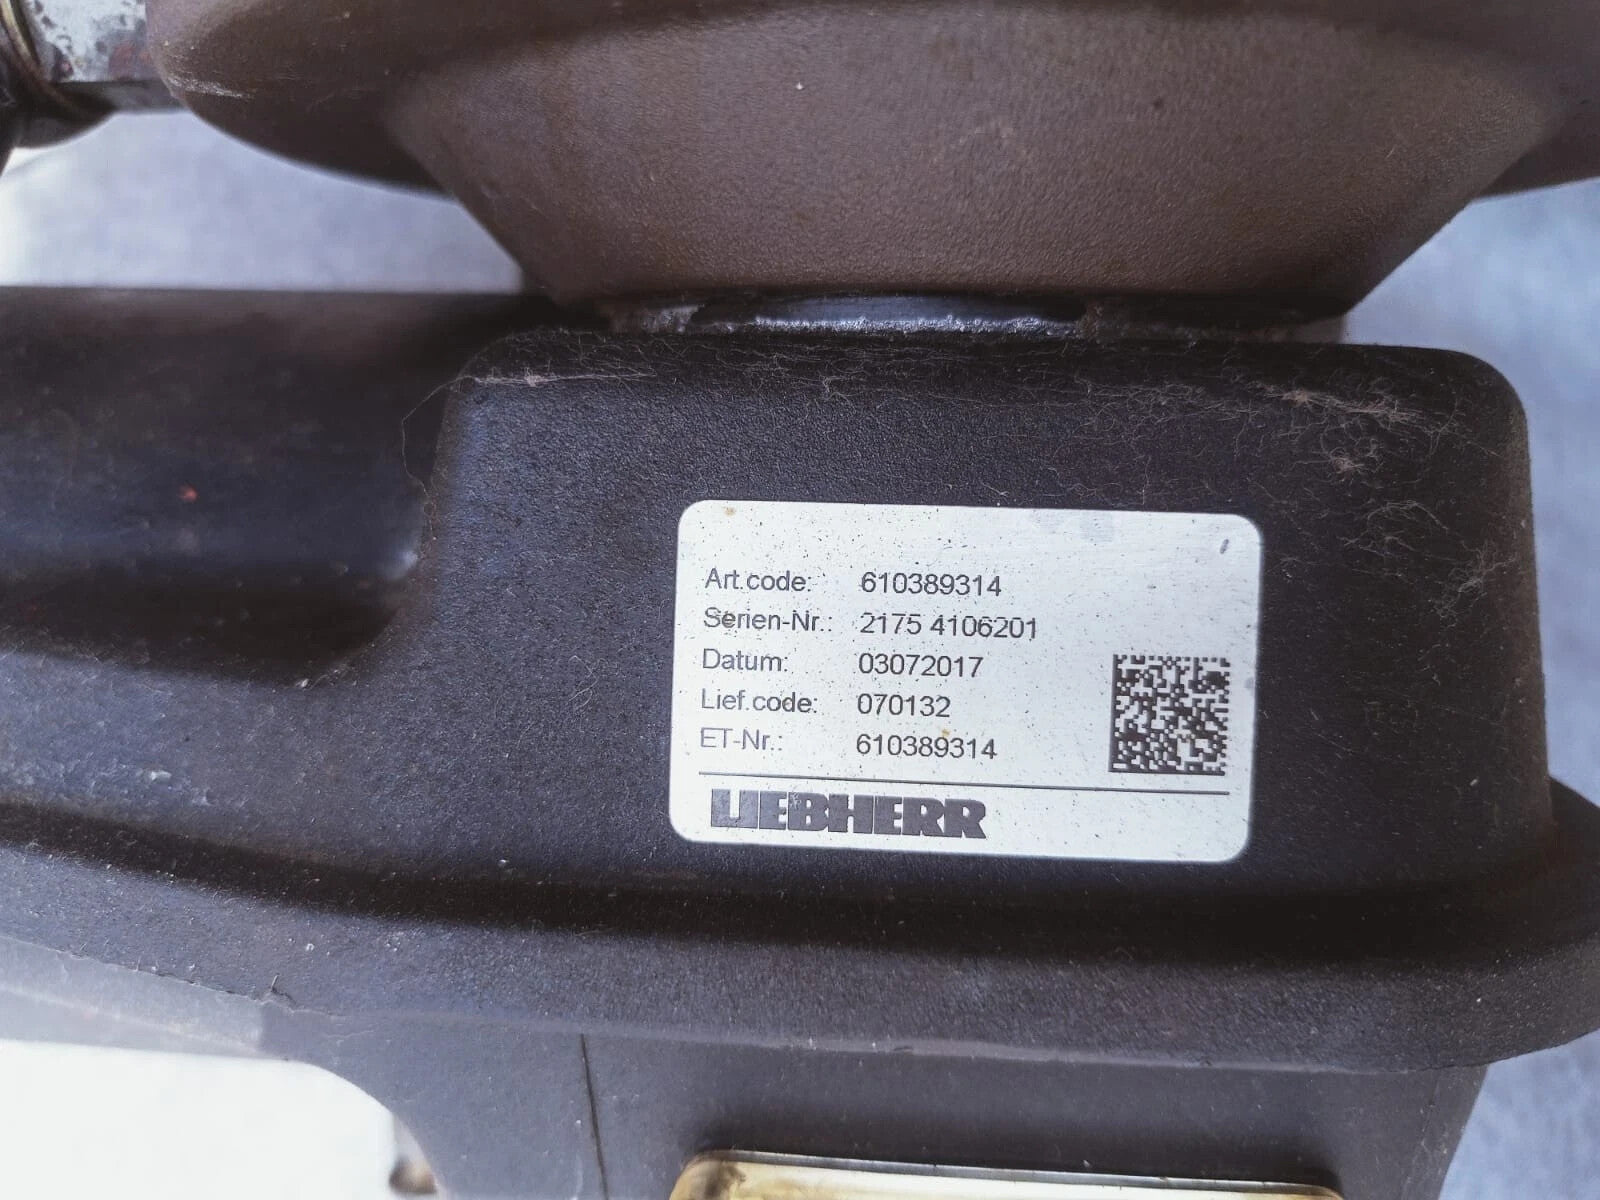 Art.code: 610389314
Serien-Nr.: 2175 4106201
Datum: 03072017
Lief.code: 070132
ET-Nr.: 610389314
LIEBHERR